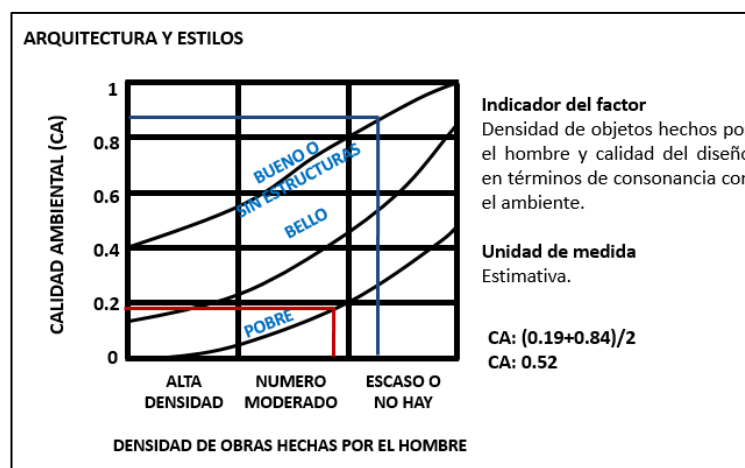 ARQUITECTURA Y ESTILOS
CALIDAD AMBIENTAL (CA)
1
0.8
0.6
0.4
0.2
0
BUENO O
SIN ESTRUCTURAS
BELLO
POBRE
ALTA
DENSIDAD
NUMERO
MODERADO
ESCASO O
NO HAY
DENSIDAD DE OBRAS HECHAS POR EL HOMBRE
Indicador del factor
Densidad de objetos hechos po
el hombre y calidad del diseño
en términos de consonancia con
el ambiente.
Unidad de medida
Estimativa.
CA: (0.19+0.84)/2
CA: 0.52